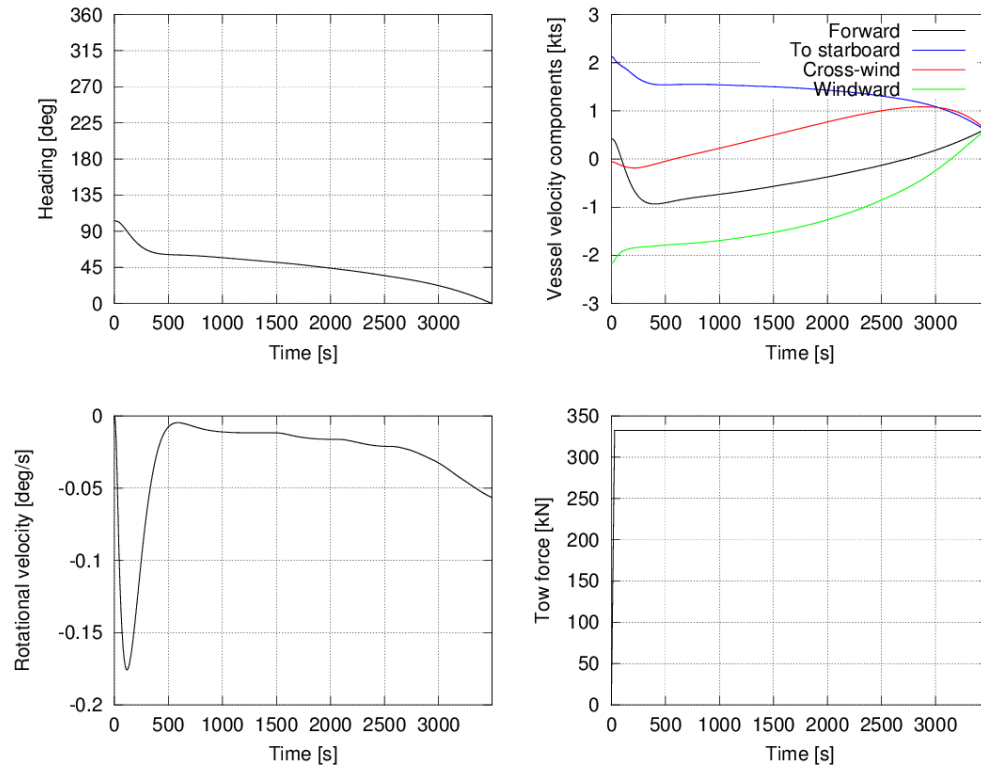 Heading [deg]
360
315
270
225
180
135
90
45
0
0 500 1000 1500 2000 2500 3000
Time [s]
Vessel velocity components [kts]
3
2
1
0
-1
-2
-3
Forward
To starboard
Cross-wind
Windward
0 500 1000 1500 2000 2500 3000
Time [s]
Rotational velocity [deg/s]
0
-0.05
-0.1
-0.15
-0.2
0 500 1000 1500 2000 2500 3000
Time [s]
Tow force [kN]
350
300
250
200
150
100
50
0
0 500 1000 1500 2000 2500 3000
Time [s]